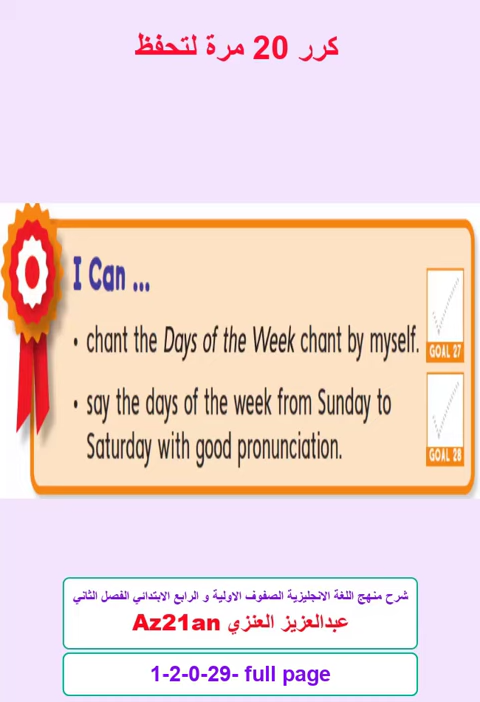 كرر 20 مرة لتحفظ
I Can ...
• chant the Days of the Week chant by myself.
GOAL 27
• say the days of the week from Sunday to
Saturday with good pronunciation.
GOAL 28
شرح منهج اللغة الانجليزية الصفوف الاولية و الرابع الابتدائي الفصل الثاني
عبدالعزيز العنزي Az21an
1-2-0-29- full page